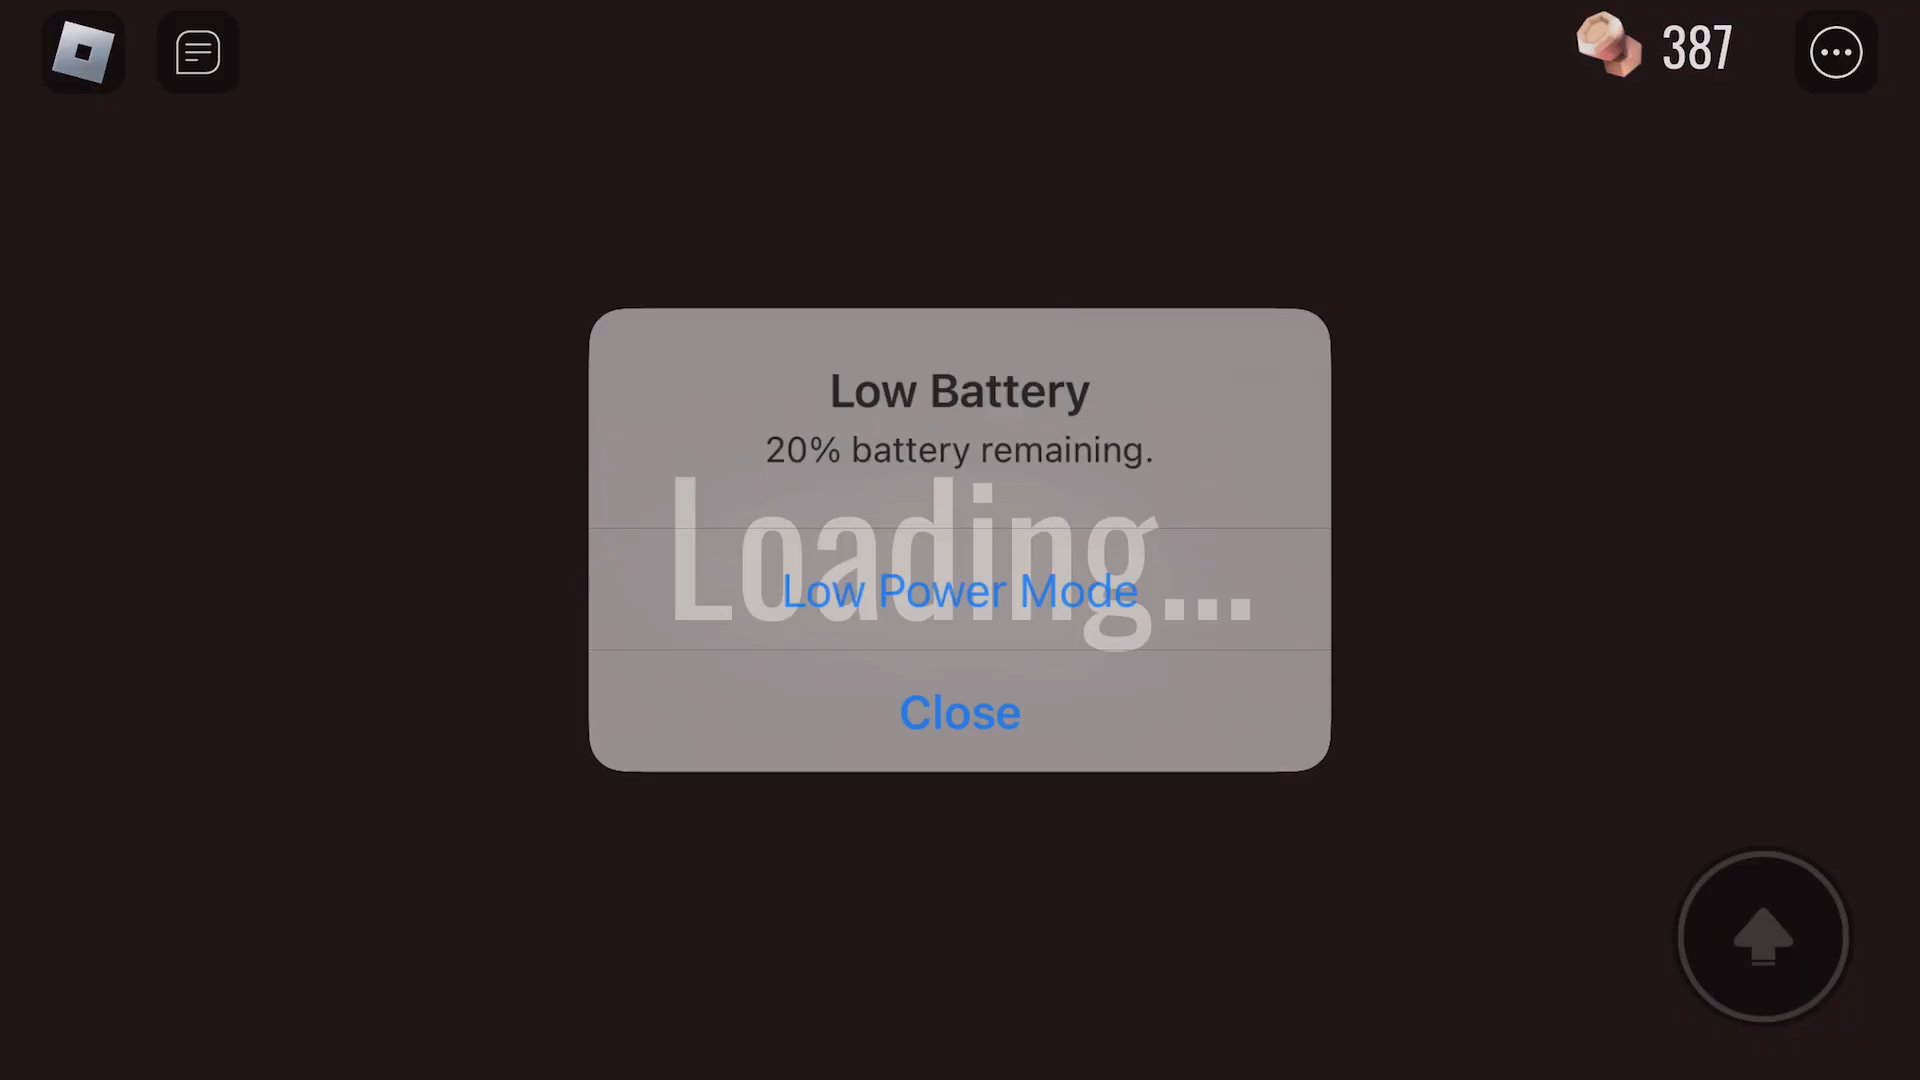 387
Low Battery
20% battery remaining.
Loading...
Low Power Mode
Close